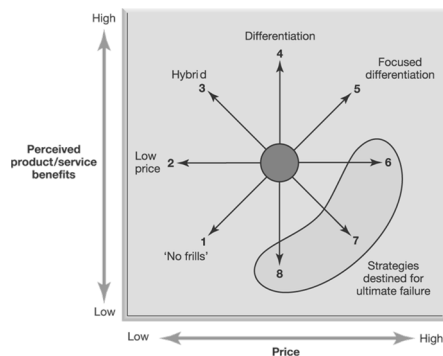 High
Differentiation
4
Hybrid
3
Focused
differentiation
5
Perceived
product/service
benefits
Low
price 2
6
1
'No frills'
7
8
Strategies
destined for
ultimate failure
Low
Low
High
Price